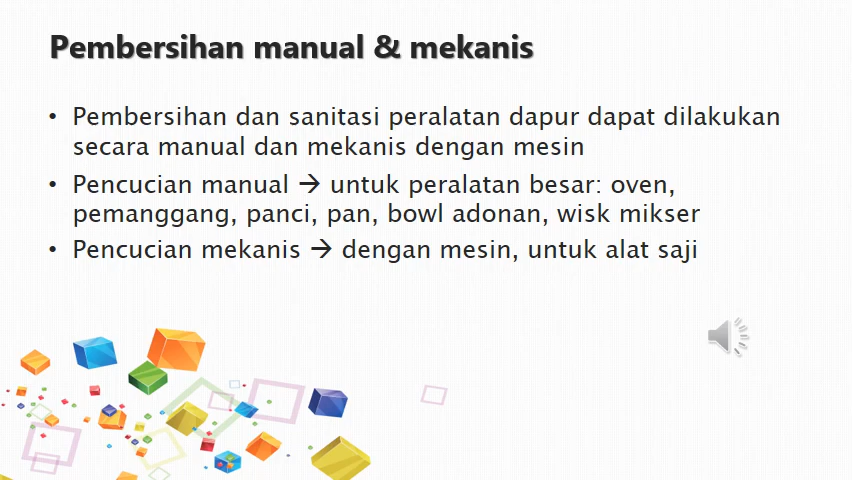 Pembersihan manual & mekanis
• Pembersihan dan sanitasi peralatan dapur dapat dilakukan
secara manual dan mekanis dengan mesin
• Pencucian manual → untuk peralatan besar: oven,
pemanggang, panci, pan, bowl adonan, wisk mikser
• Pencucian mekanis → dengan mesin, untuk alat saji